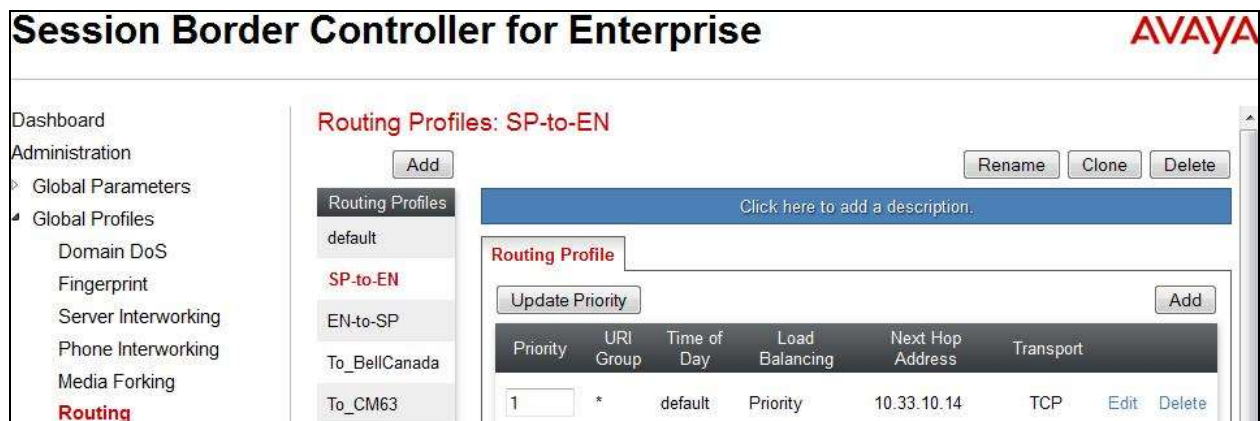 Session Border Controller for Enterprise
AVAYA
Dashboard
Administration
Global Parameters
Global Profiles
Domain DoS
Fingerprint
Server Interworking
Phone Interworking
Media Forking
Routing
Routing Profiles: SP-to-EN
Add
Rename Clone Delete
Routing Profiles
default
SP-to-EN
EN-to-SP
To_BellCanada
To_CM63
Click here to add a description.
Routing Profile
Update Priority
Add
Priority URI Group Time of Day Load Balancing Next Hop Address Transport
1 * default Priority 10.33.10.14 TCP Edit Delete